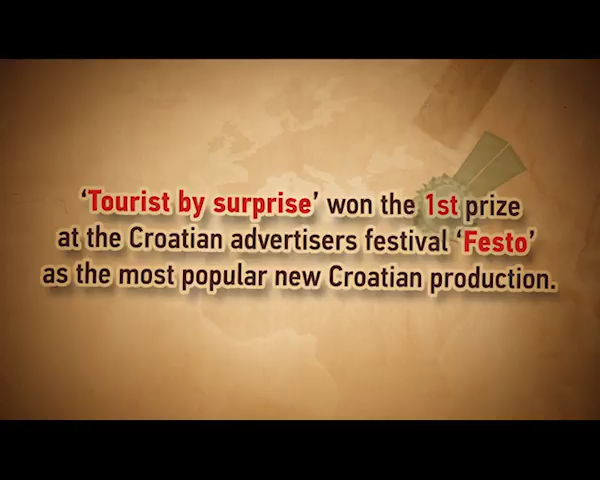 ‘Tourist by surprise’ won the 1st prize
at the Croatian advertisers festival ‘Festo’
as the most popular new Croatian production.